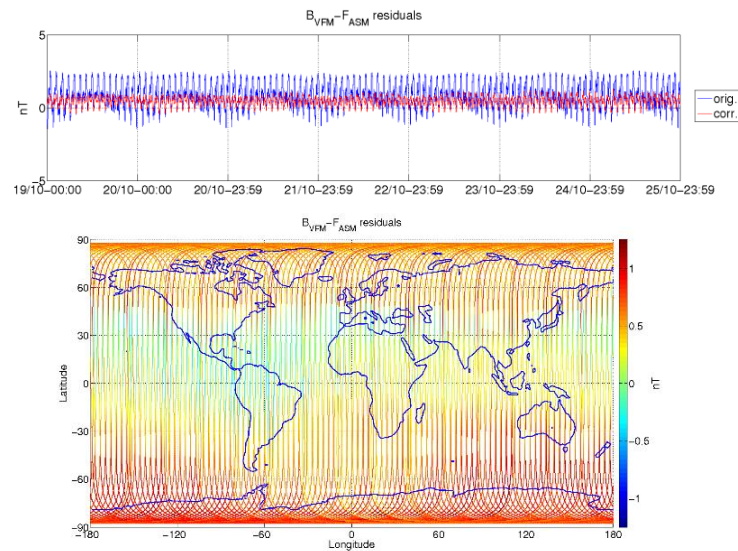 B_VFM−F_ASM residuals
5
0
−5
nT
orig.
corr.
19/10−00:00 20/10−00:00 20/10−23:59 21/10−23:59 22/10−23:59 23/10−23:59 24/10−23:59 25/10−23:59
B_VFM−F_ASM residuals
90
60
30
0
−30
−60
−90
Latitude
−180 −120 −60 0 60 120 180
Longitude
1
0.5
0
−0.5
−1
nT